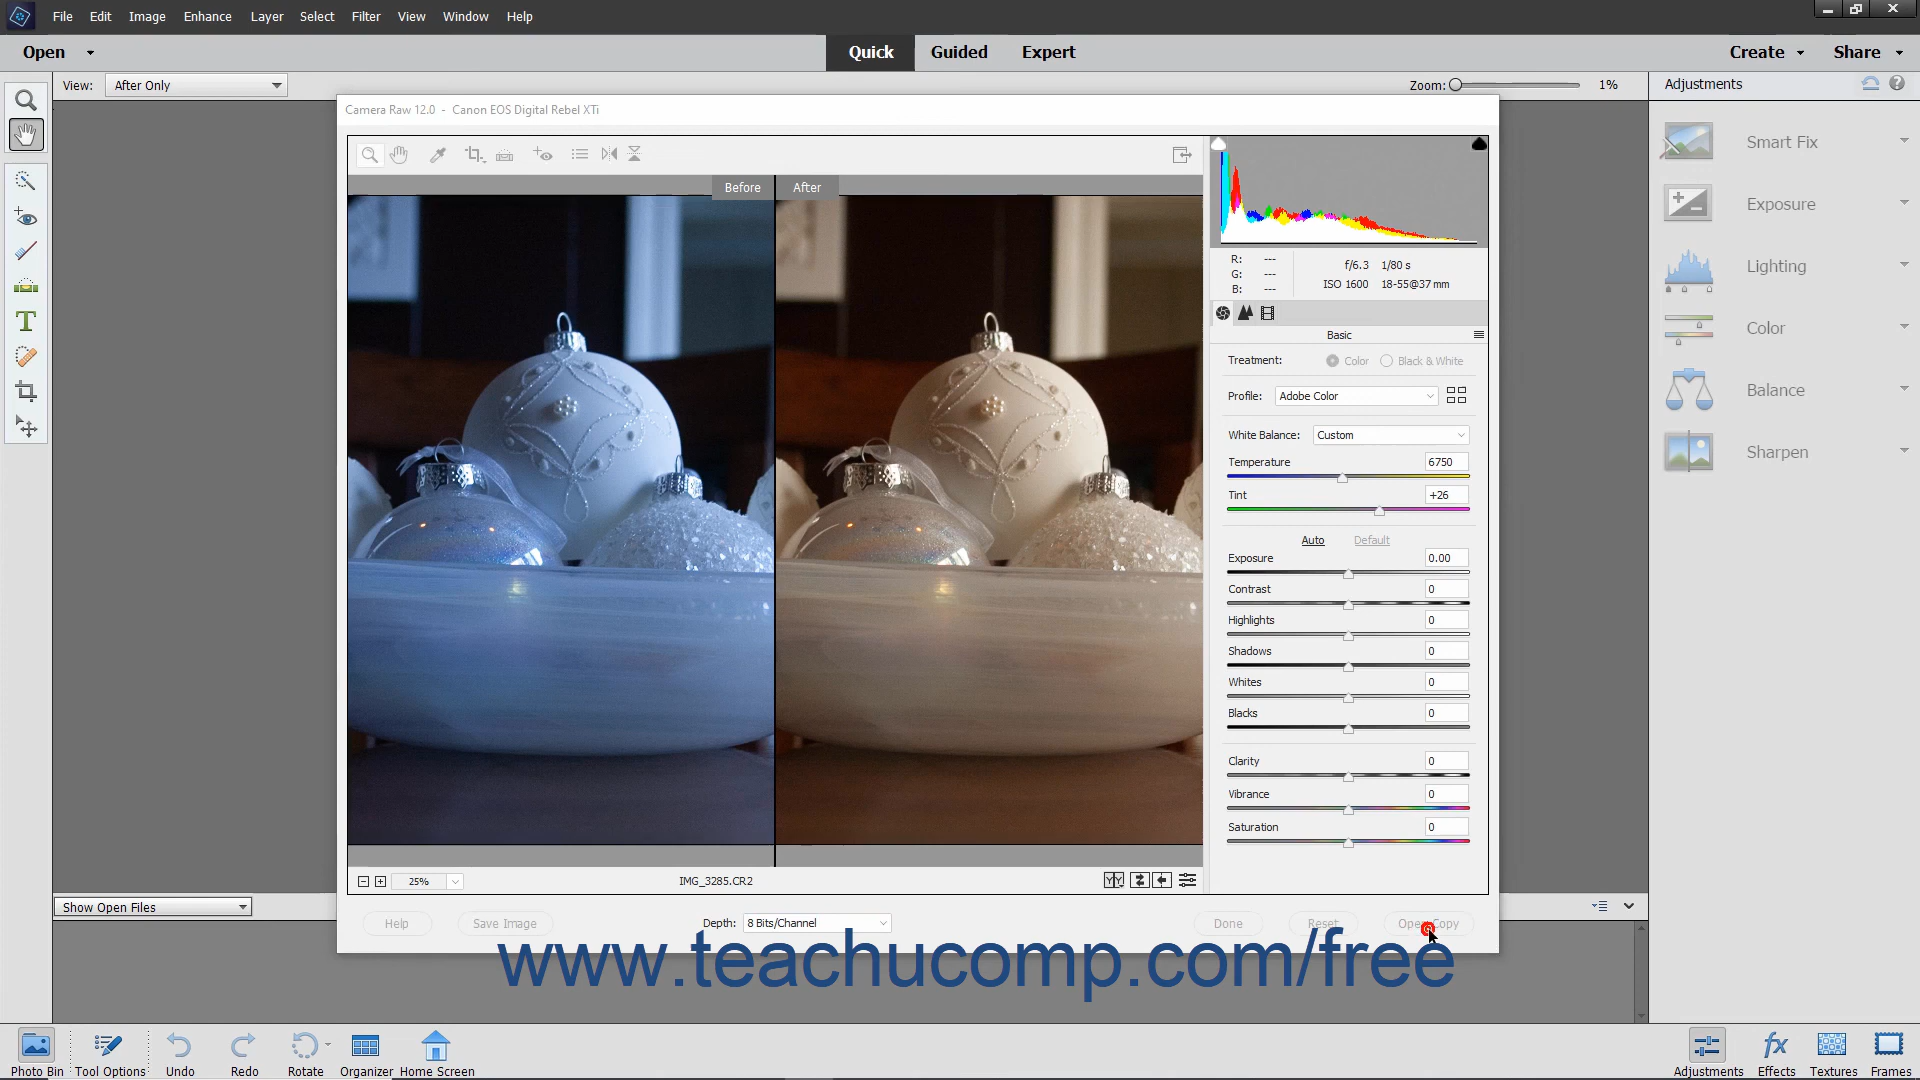 File Edit Image Enhance Layer Select Filter View Window Help
Open Quick Guided Expert Create Share
View: After Only Zoom: 1% Adjustments
Camera Raw 12.0 - Canon EOS Digital Rebel XTi
Before After
R: ---
G: ---
B: ---
f/6.3 1/80 s
ISO 1600 18-55@37 mm
Basic
Treatment: Color Black & White
Profile: Adobe Color
White Balance: Custom
Temperature 6750
Tint +26
Auto Default
Exposure 0.00
Contrast 0
Highlights 0
Shadows 0
Whites 0
Blacks 0
Clarity 0
Vibrance 0
Saturation 0
Smart Fix
Exposure
Lighting
Color
Balance
Sharpen
25% IMG_3285.CR2
Show Open Files
Help Save Image Depth: 8 Bits/Channel Done Reset Open Copy
www.teachucomp.com/free
Photo Bin Tool Options Undo Redo Rotate Organizer Home Screen Adjustments Effects Textures Frames